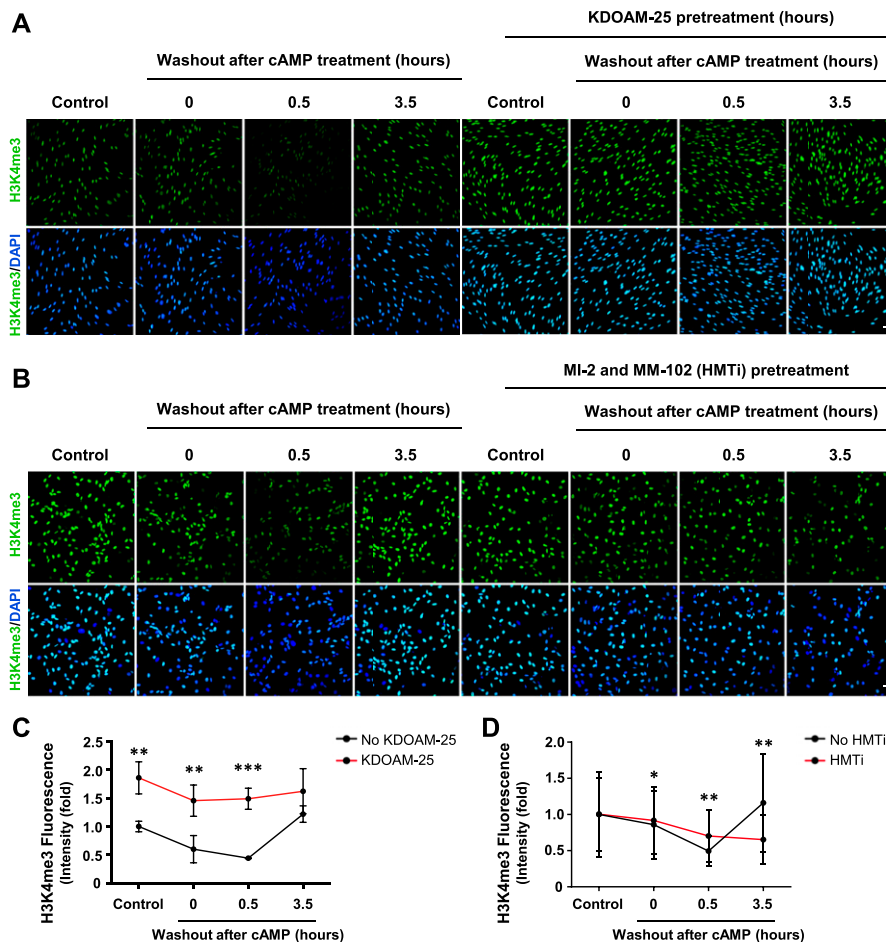 A
KDOAM-25 pretreatment (hours)
Washout after cAMP treatment (hours)
Washout after cAMP treatment (hours)
Control 0 0.5 3.5 Control 0 0.5 3.5
H3K4me3
H3K4me3/DAPI
B
MI-2 and MM-102 (HMTi) pretreatment
Washout after cAMP treatment (hours)
Washout after cAMP treatment (hours)
Control 0 0.5 3.5 Control 0 0.5 3.5
H3K4me3
H3K4me3/DAPI
C
H3K4me3 Fluorescence
(Intensity (fold)
2.5
2.0
1.5
1.0
0.5
0
** ** ***
No KDOAM-25
KDOAM-25
Control 0 0.5 3.5
Washout after cAMP (hours)
D
H3K4me3 Fluorescence
(Intensity (fold)
2.5
2.0
1.5
1.0
0.5
0
* ** **
No HMTi
HMTi
Control 0 0.5 3.5
Washout after cAMP (hours)